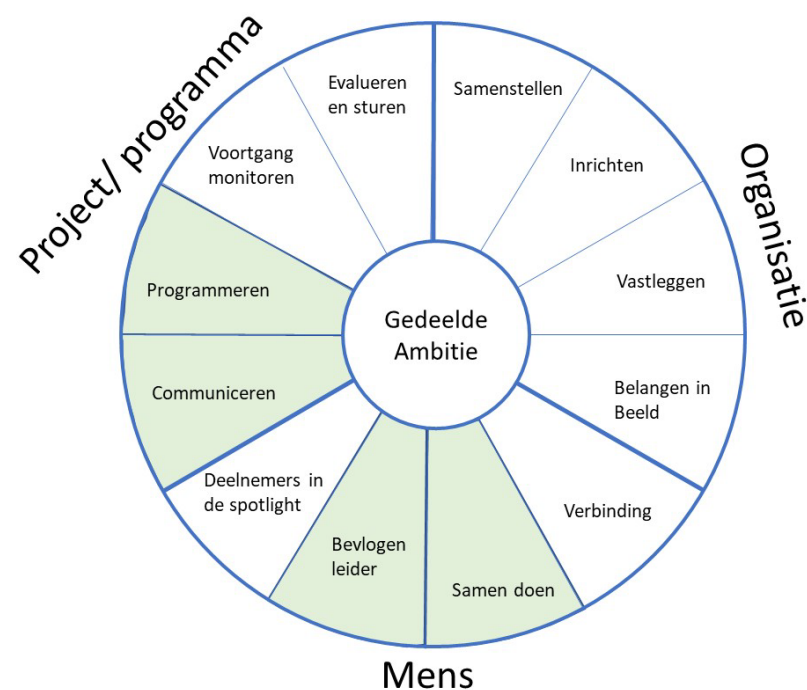 Project/ programma
Evalueren
en sturen
Samenstellen
Voortgang
monitoren
Inrichten
Organisatie
Programmeren
Vastleggen
Gedeelde
Ambitie
Communiceren
Belangen in
Beeld
Deelnemers in
de spotlight
Verbinding
Bevlogen
leider
Samen doen
Mens